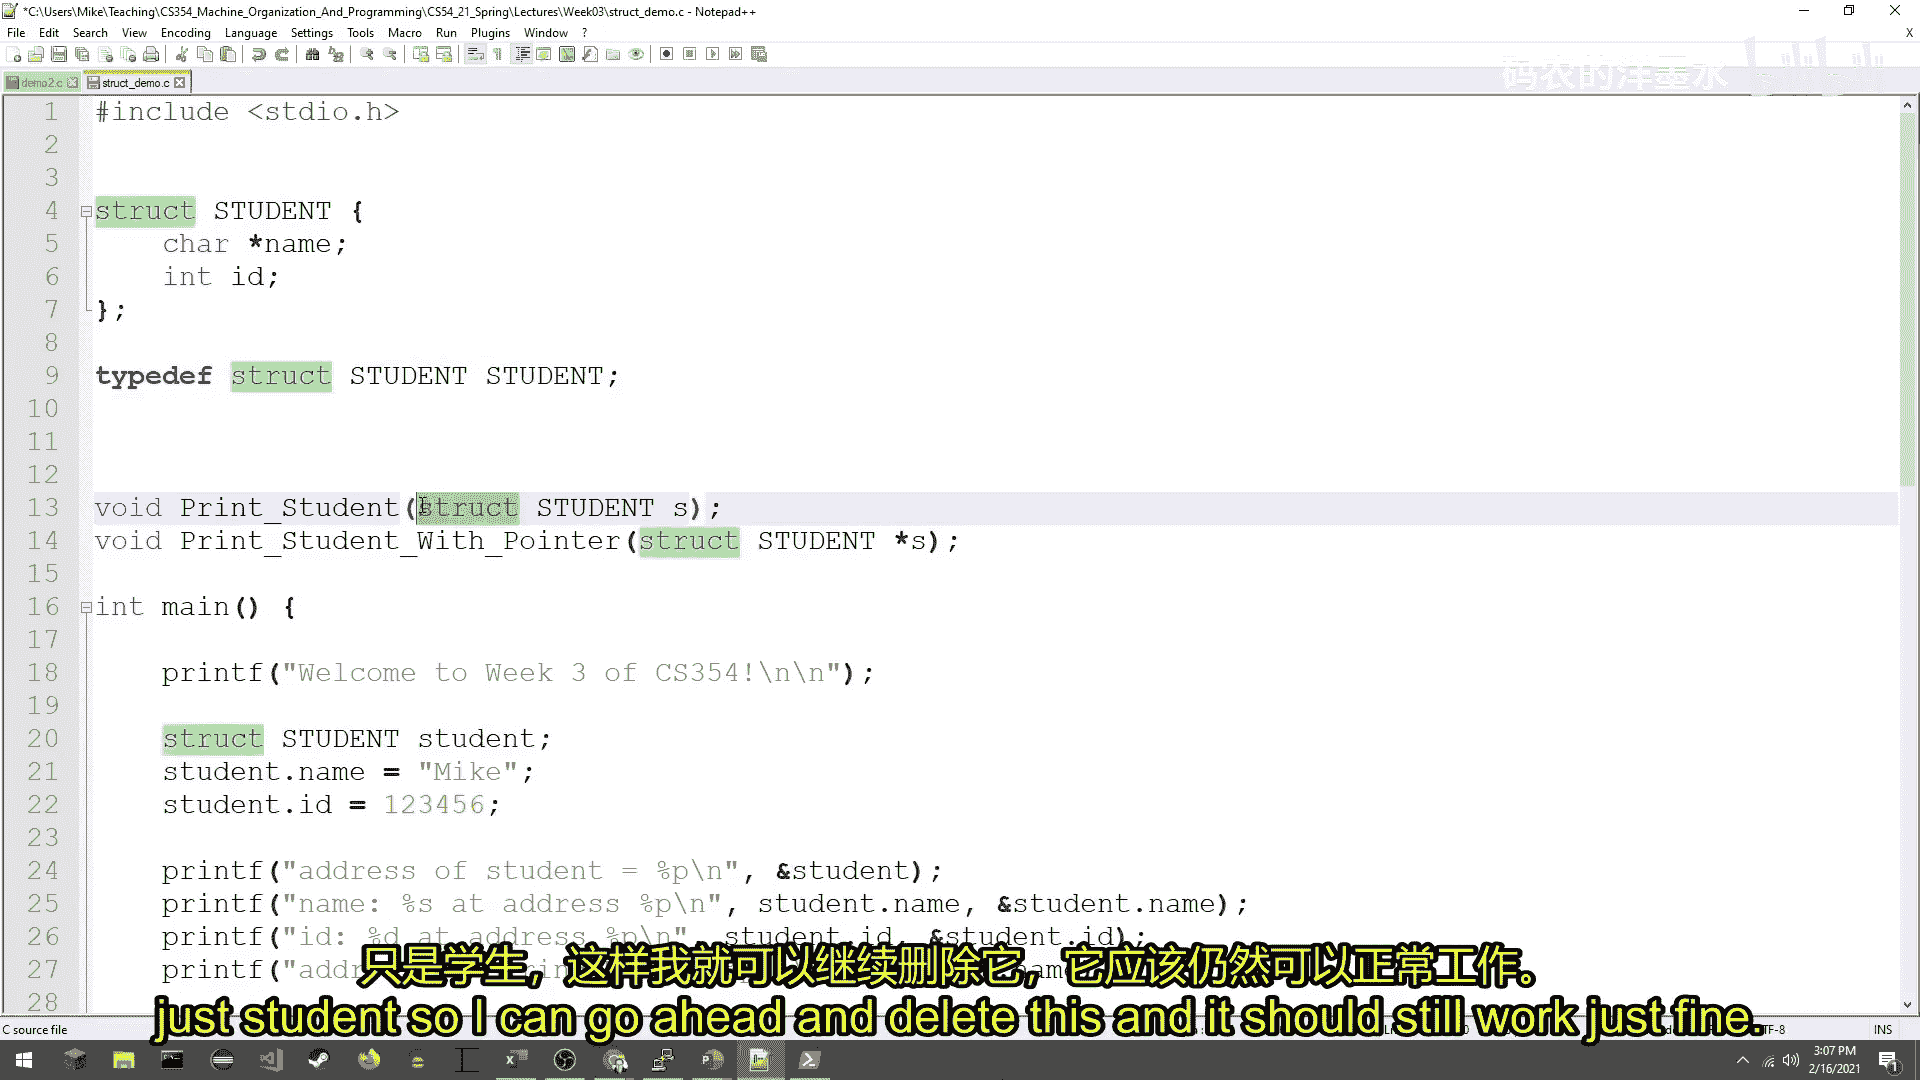 *C:\Users\Mike\Teaching\CS354_Machine_Organization_And_Programming\CS54_21_Spring\Lectures\Week03\struct_demo.c - Notepad++
File Edit Search View Encoding Language Settings Tools Macro Run Plugins Window ? X
demo2.c struct_demo.c
码农的洋墨水
1 #include <stdio.h>
2
3
4 struct STUDENT {
5 char *name;
6 int id;
7 };
8
9 typedef struct STUDENT STUDENT;
10
11
12
13 void Print_Student(struct STUDENT s);
14 void Print_Student_With_Pointer(struct STUDENT *s);
15
16 int main() {
17
18 printf("Welcome to Week 3 of CS354!\n\n");
19
20 struct STUDENT student;
21 student.name = "Mike";
22 student.id = 123456;
23
24 printf("address of student = %p\n", &student);
25 printf("name: %s at address %p\n", student.name, &student.name);
26 printf("id: %d at address %p\n", student.id, &student.id);
27 printf("addr
28
只是学生，这样我就可以继续删除它，它应该仍然可以正常工作。
just student so I can go ahead and delete this and it should still work just fine.
C source file INS
3:07 PM
2/16/2021